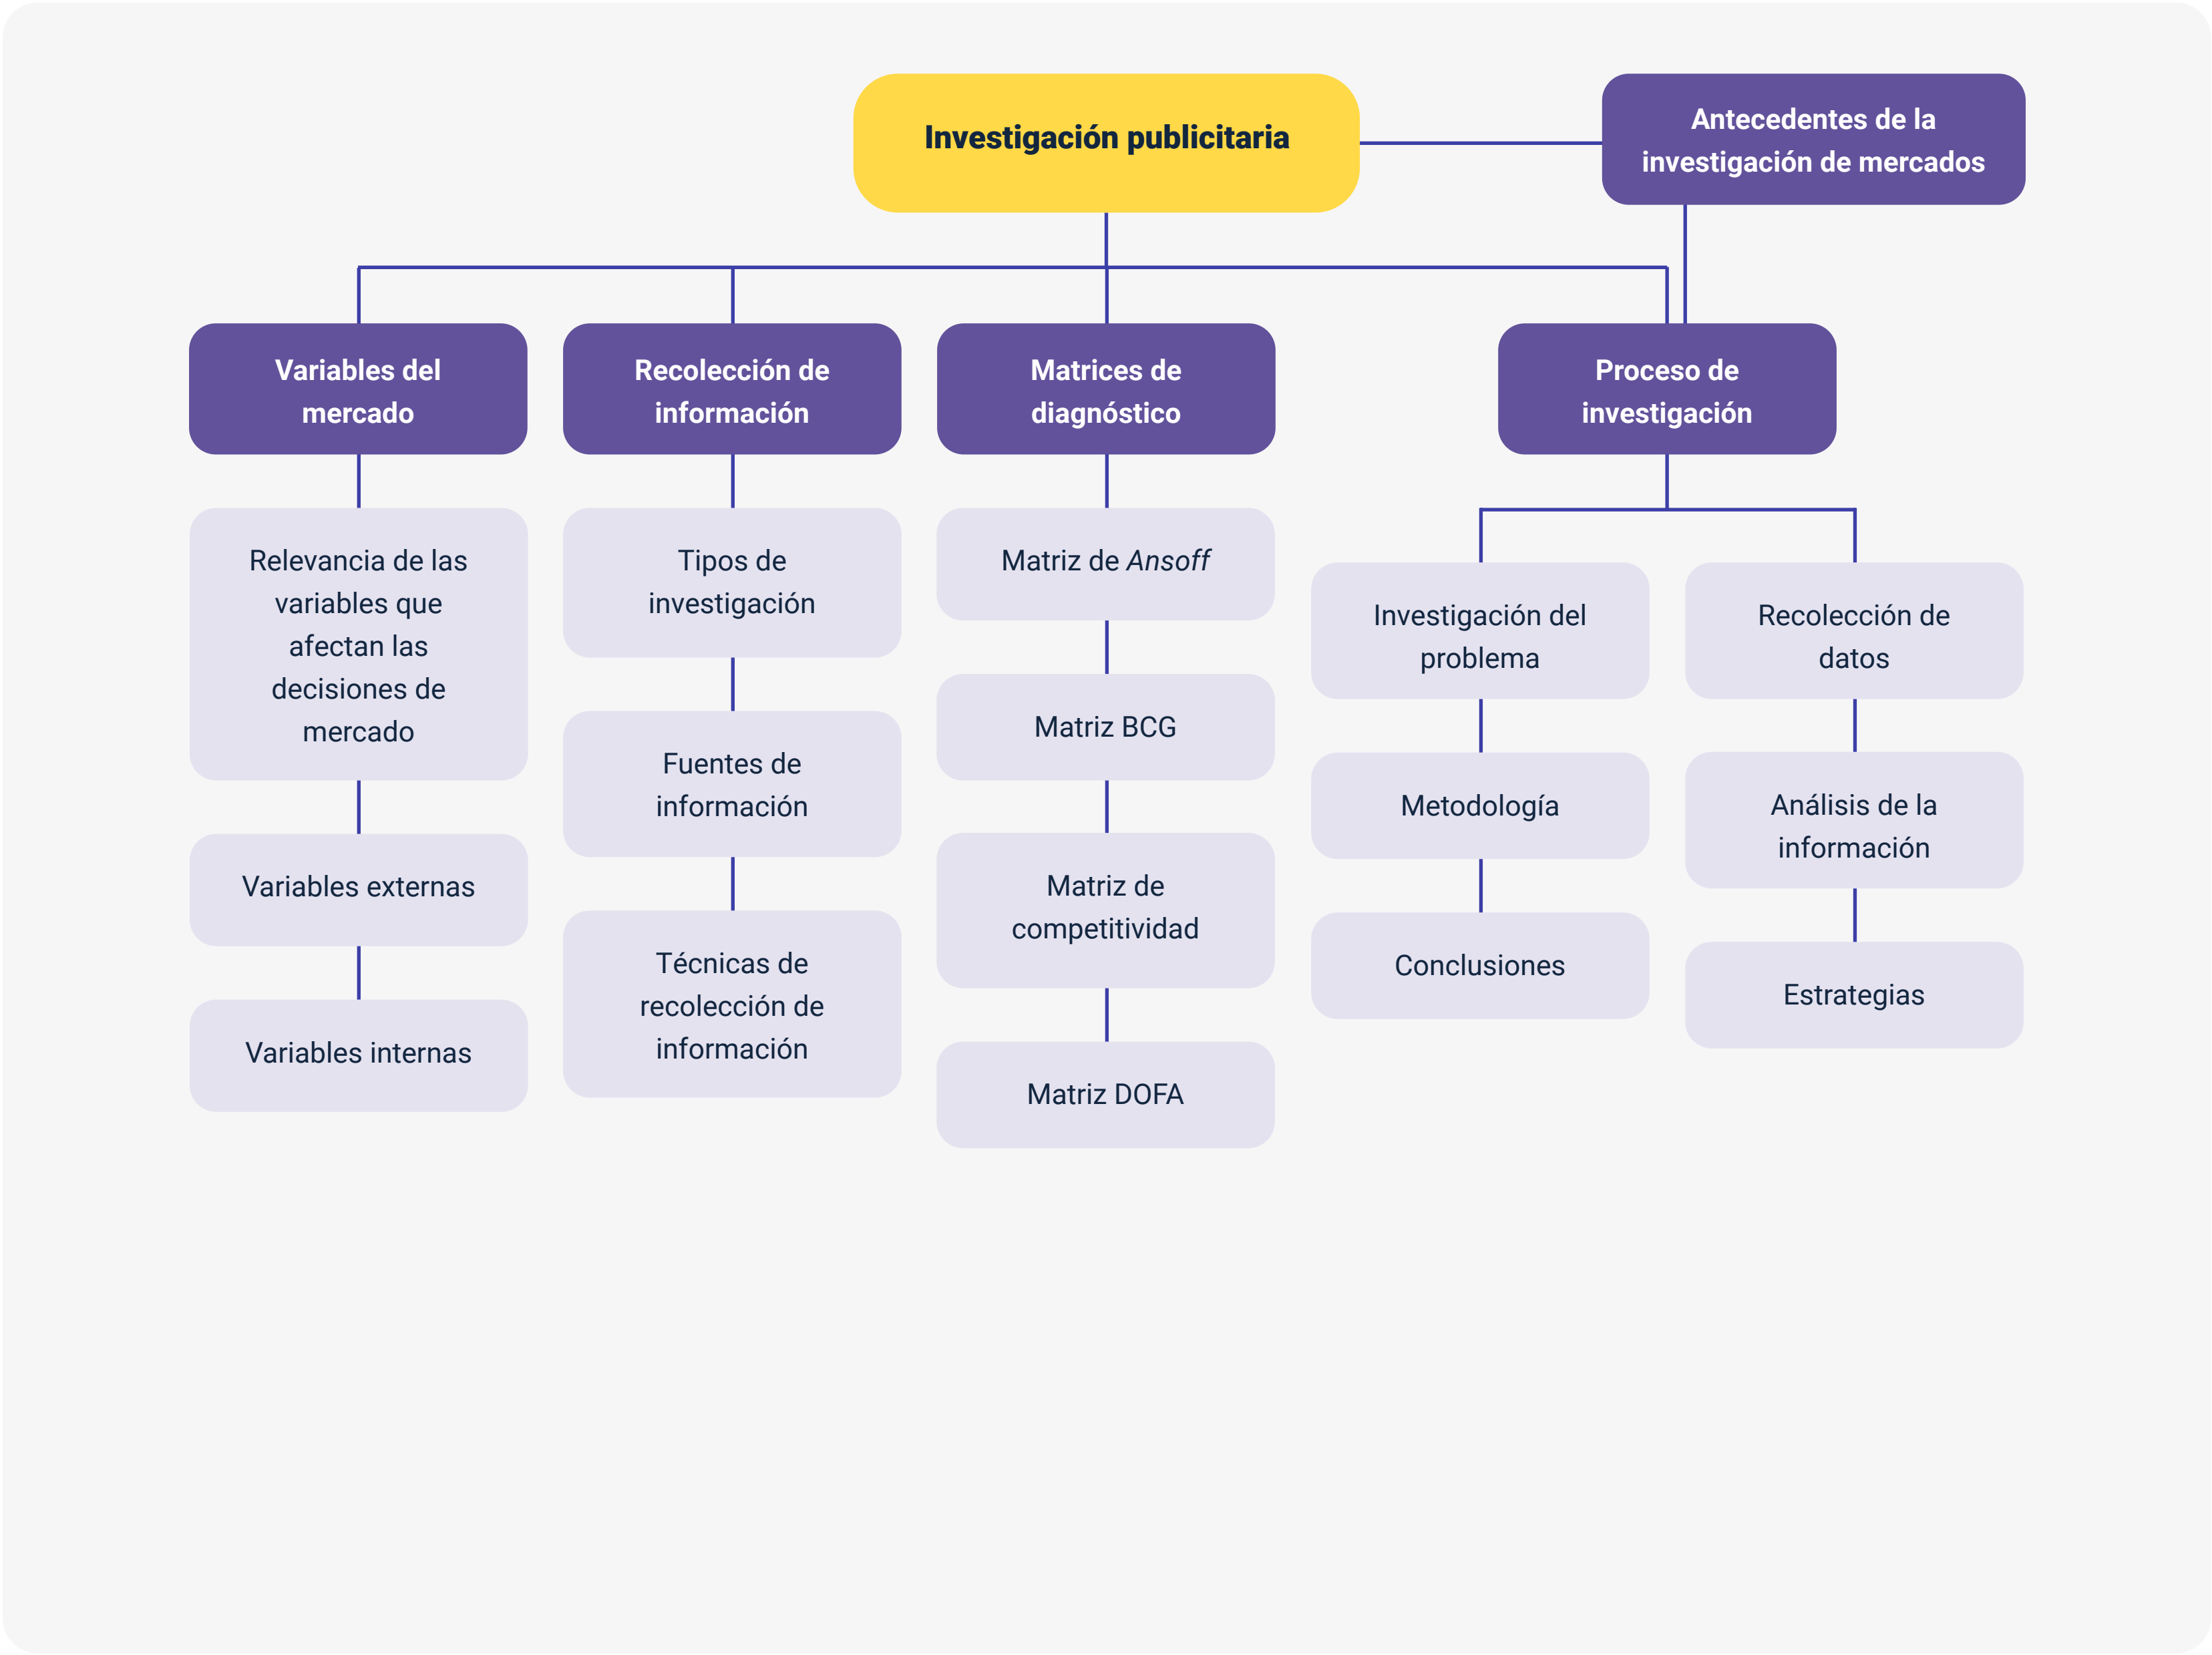 Investigación publicitaria
Antecedentes de la
investigación de mercados
Variables del
mercado
Relevancia de las
variables que
afectan las
decisiones de
mercado
Variables externas
Variables internas
Recolección de
información
Tipos de
investigación
Fuentes de
información
Técnicas de
recolección de
información
Matrices de
diagnóstico
Matriz de Ansoff
Matriz BCG
Matriz de
competitividad
Matriz DOFA
Proceso de
investigación
Investigación del
problema
Metodología
Conclusiones
Recolección de
datos
Análisis de la
información
Estrategias